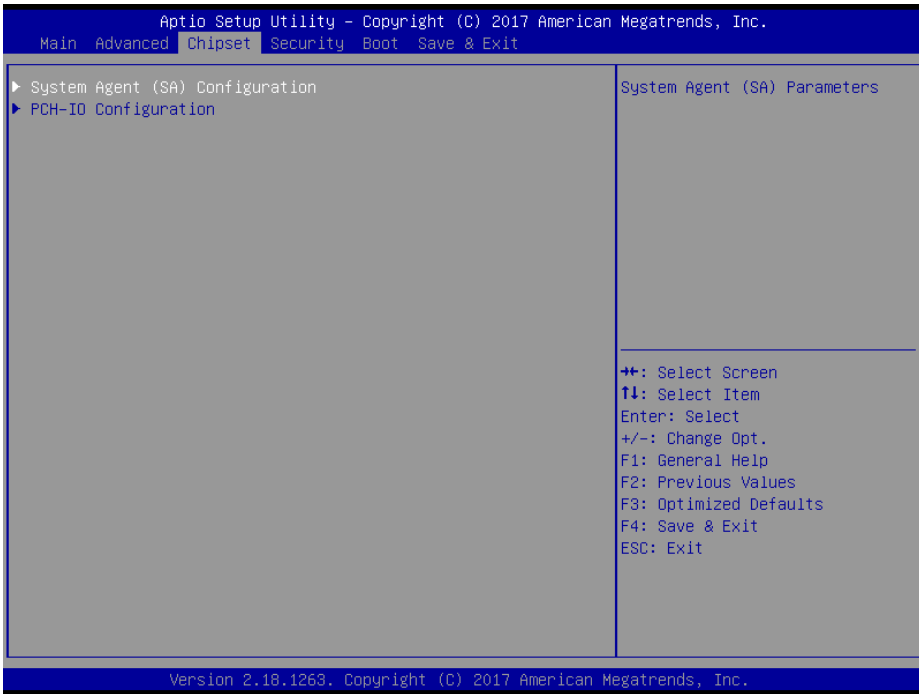 Aptio Setup Utility – Copyright (C) 2017 American Megatrends, Inc.
Main Advanced Chipset Security Boot Save & Exit
▶ System Agent (SA) Configuration
▶ PCH-IO Configuration
System Agent (SA) Parameters
→←: Select Screen
↑↓: Select Item
Enter: Select
+/-: Change Opt.
F1: General Help
F2: Previous Values
F3: Optimized Defaults
F4: Save & Exit
ESC: Exit
Version 2.18.1263. Copyright (C) 2017 American Megatrends, Inc.